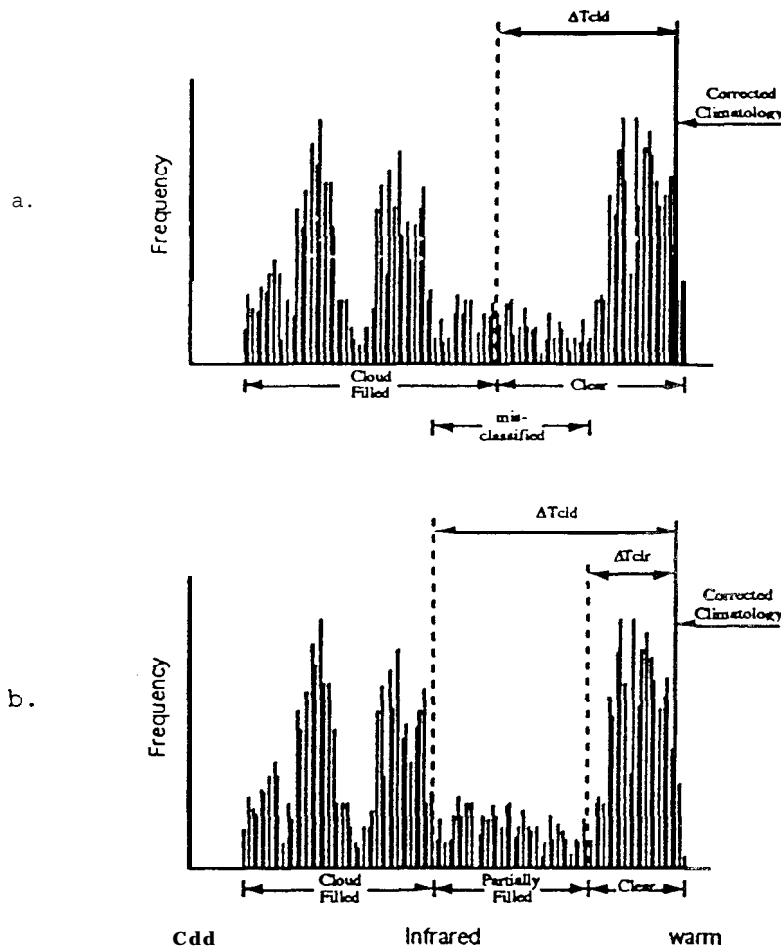 ΔTcld
Corrected
Climatology
a.
Frequency
Cloud
Filled
Clear
mis-
classified
ΔTcld
ΔTclr
Corrected
Climatology
b.
Frequency
Cloud
Filled
Partially
Filled
Clear
Cdd
Infrared
warm